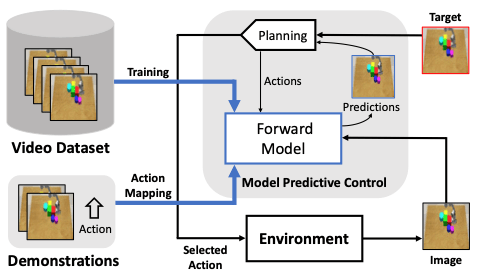 Target
Planning
Training
Actions
Predictions
Video Dataset
Forward
Model
Action
Mapping
Model Predictive Control
Action
Demonstrations
Selected
Action
Environment
Image